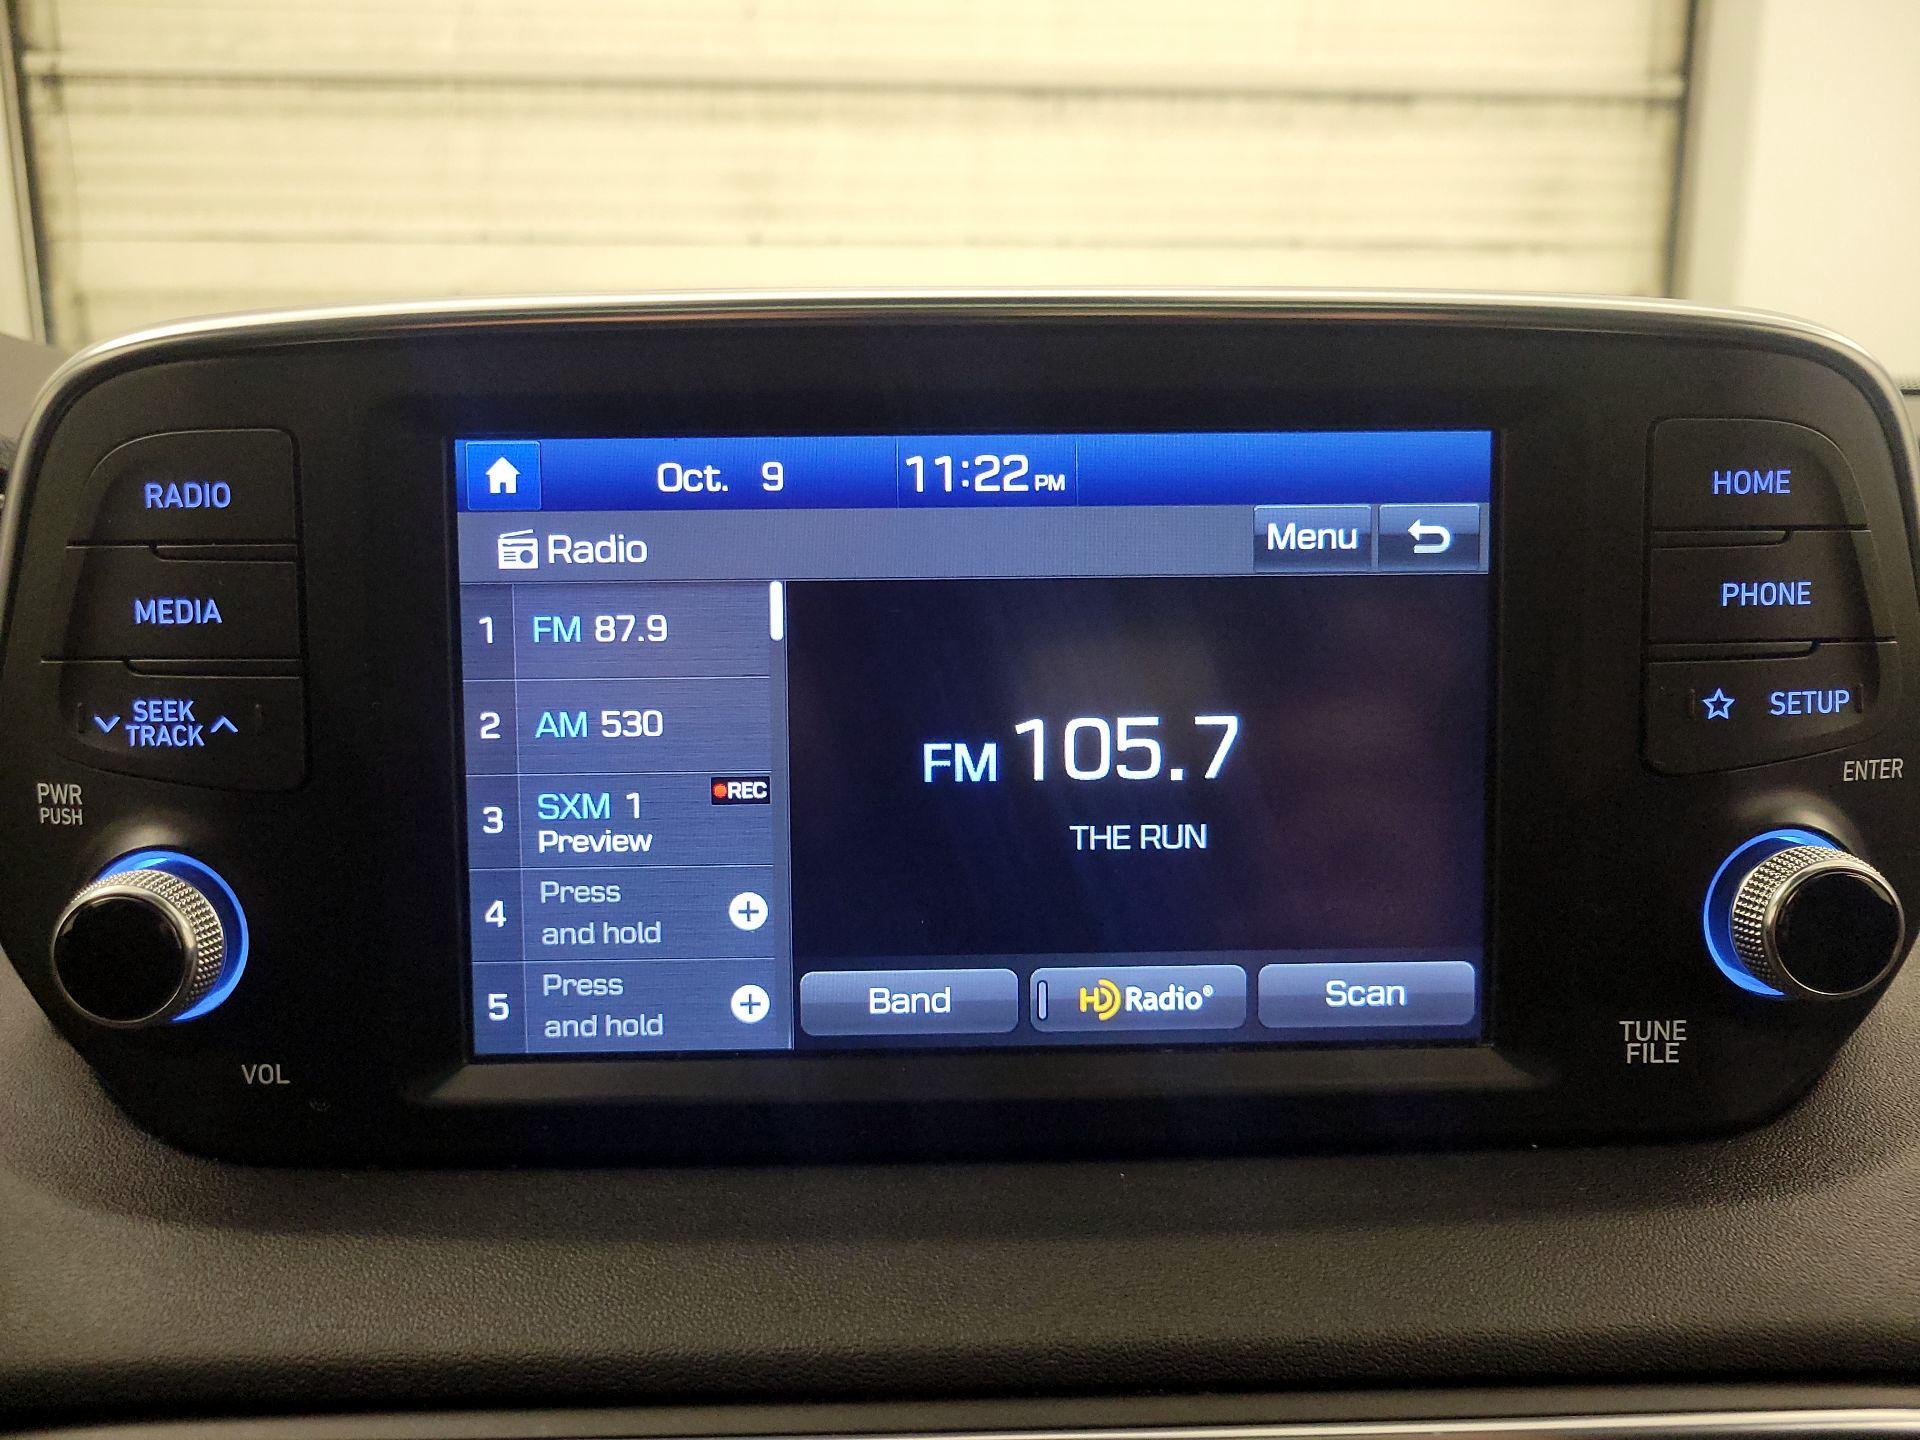 Oct. 9 11:22 PM
Radio Menu
1 FM 87.9
2 AM 530
3 SXM 1 REC
Preview
4 Press
and hold
5 Press
and hold
FM 105.7
THE RUN
Band HD Radio® Scan
RADIO
MEDIA
SEEK
TRACK
PWR
PUSH
VOL
HOME
PHONE
SETUP
ENTER
TUNE
FILE